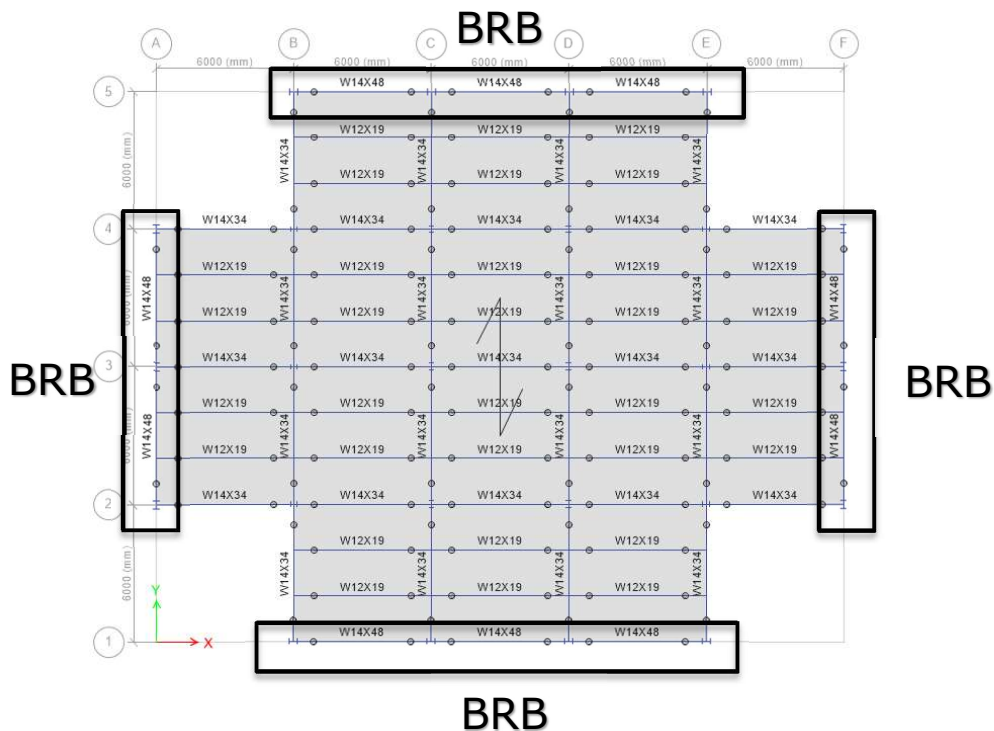 BRB
A B C D E F
6000 (mm) 6000 (mm) 6000 (mm) 6000 (mm) 6000 (mm)
5 W14X48 W14X48 W14X48
W12X19 W12X19 W12X19
6000 (mm) W14X34 W14X34 W14X34 W14X34
W12X19 W12X19 W12X19
4 W14X34 W14X34 W14X34 W14X34 W14X34
W12X19 W12X19 W12X19 W12X19 W12X19
6000 (mm) W14X48 W14X34 W14X34 W14X34 W14X34 W14X48
W12X19 W12X19 W12X19 W12X19 W12X19
BRB 3 W14X34 W14X34 W14X34 W14X34 W14X34 BRB
W12X19 W12X19 W12X19 W12X19 W12X19
6000 (mm) W14X48 W14X34 W14X34 W14X34 W14X34 W14X48
W12X19 W12X19 W12X19 W12X19 W12X19
2 W14X34 W14X34 W14X34 W14X34 W14X34
W12X19 W12X19 W12X19
6000 (mm) W14X34 W14X34 W14X34 W14X34
W12X19 W12X19 W12X19
Y
1 X W14X48 W14X48 W14X48
BRB